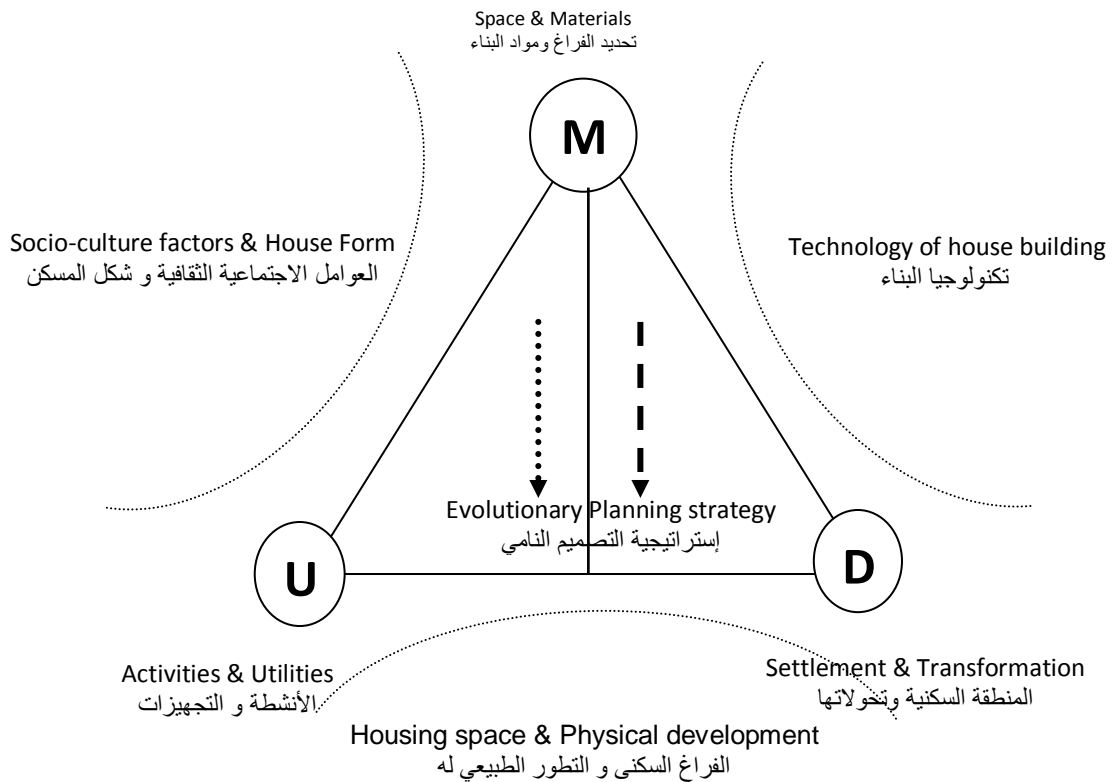 Space & Materials
تحديد الفراغ ومواد البناء
M
Socio-culture factors & House Form
العوامل الاجتماعية الثقافية و شكل المسكن
Technology of house building
تكنولوجيا البناء
Evolutionary Planning strategy
إستراتيجية التصميم النامي
U
D
Activities & Utilities
الأنشطة و التجهيزات
Settlement & Transformation
المنطقة السكنية وتحولاتها
Housing space & Physical development
الفراغ السكنى و التطور الطبيعي له